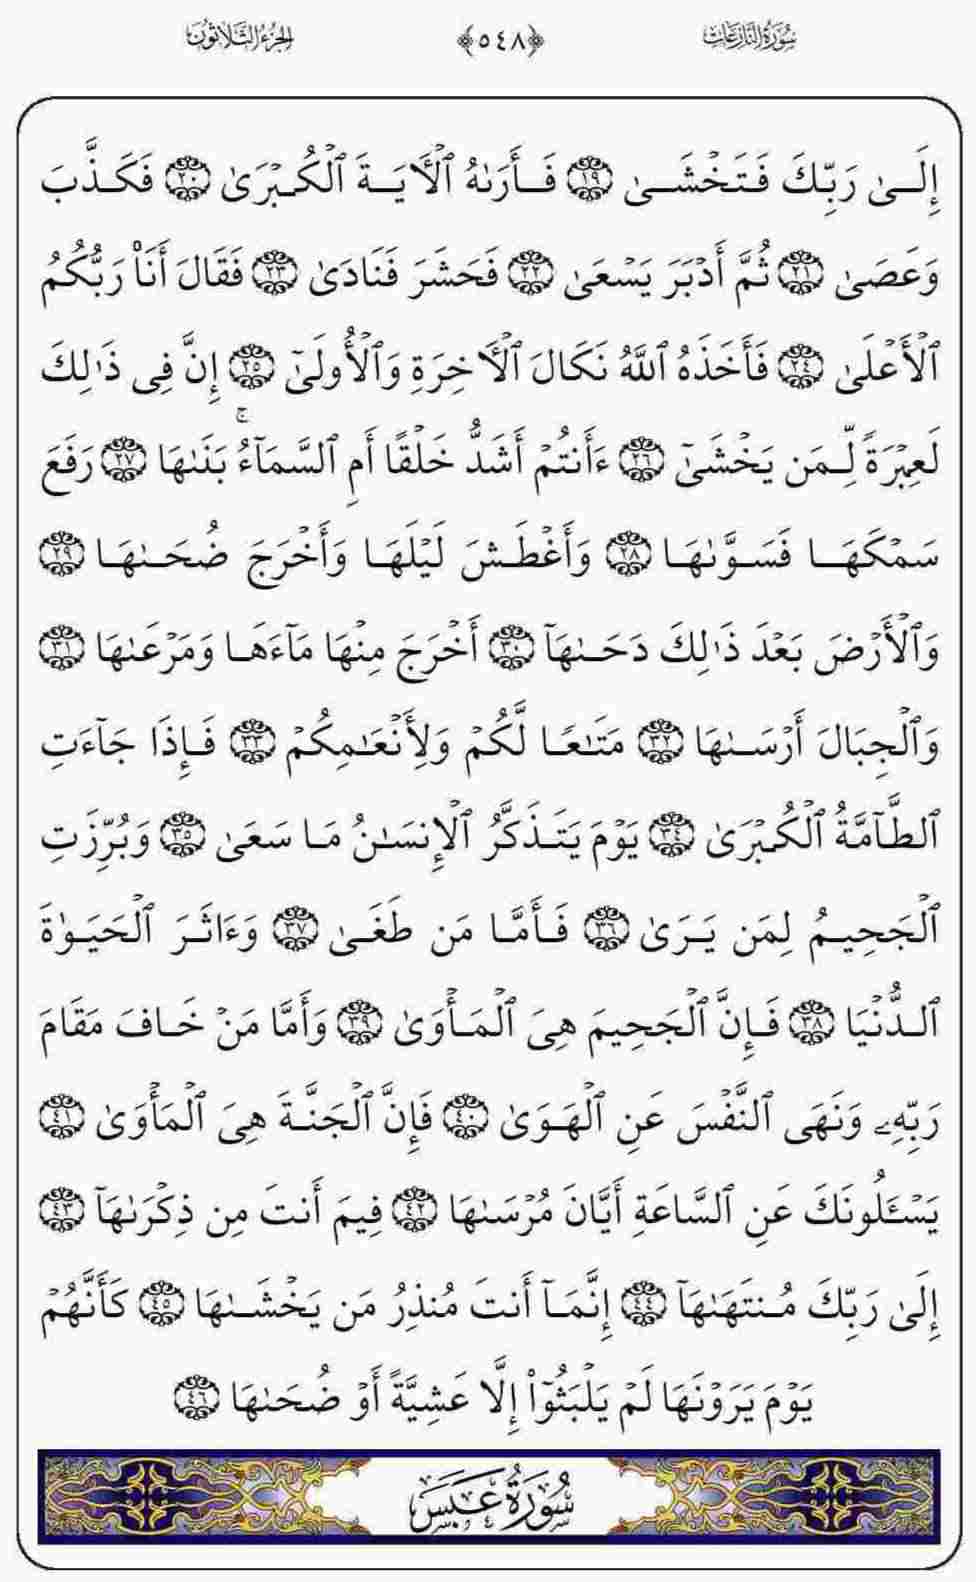 سُورَةُ النَّازِعَاتِ ﴿٥٤٨﴾ الجُزْءُ الثَّلَاثُونَ
إِلَىٰ رَبِّكَ فَتَخْشَىٰ ١٩ فَأَرَىٰهُ ٱلْأٓيَةَ ٱلْكُبْرَىٰ ٢٠ فَكَذَّبَ
وَعَصَىٰ ٢١ ثُمَّ أَدْبَرَ يَسْعَىٰ ٢٢ فَحَشَرَ فَنَادَىٰ ٢٣ فَقَالَ أَنَا۠ رَبُّكُمُ
ٱلْأَعْلَىٰ ٢٤ فَأَخَذَهُ ٱللَّهُ نَكَالَ ٱلْأٓخِرَةِ وَٱلْأُولَىٰٓ ٢٥ إِنَّ فِى ذَٰلِكَ
لَعِبْرَةً لِّمَن يَخْشَىٰٓ ٢٦ ءَأَنتُمْ أَشَدُّ خَلْقًا أَمِ ٱلسَّمَآءُ ۚ بَنَىٰهَا ٢٧ رَفَعَ
سَمْكَهَا فَسَوَّىٰهَا ٢٨ وَأَغْطَشَ لَيْلَهَا وَأَخْرَجَ ضُحَىٰهَا ٢٩
وَٱلْأَرْضَ بَعْدَ ذَٰلِكَ دَحَىٰهَآ ٣٠ أَخْرَجَ مِنْهَا مَآءَهَا وَمَرْعَىٰهَا ٣١
وَٱلْجِبَالَ أَرْسَىٰهَا ٣٢ مَتَٰعًا لَّكُمْ وَلِأَنْعَٰمِكُمْ ٣٣ فَإِذَا جَآءَتِ
ٱلطَّآمَّةُ ٱلْكُبْرَىٰ ٣٤ يَوْمَ يَتَذَكَّرُ ٱلْإِنسَٰنُ مَا سَعَىٰ ٣٥ وَبُرِّزَتِ
ٱلْجَحِيمُ لِمَن يَرَىٰ ٣٦ فَأَمَّا مَن طَغَىٰ ٣٧ وَءَاثَرَ ٱلْحَيَوٰةَ
ٱلدُّنْيَا ٣٨ فَإِنَّ ٱلْجَحِيمَ هِىَ ٱلْمَأْوَىٰ ٣٩ وَأَمَّا مَنْ خَافَ مَقَامَ
رَبِّهِۦ وَنَهَى ٱلنَّفْسَ عَنِ ٱلْهَوَىٰ ٤٠ فَإِنَّ ٱلْجَنَّةَ هِىَ ٱلْمَأْوَىٰ ٤١
يَسْـَٔلُونَكَ عَنِ ٱلسَّاعَةِ أَيَّانَ مُرْسَىٰهَا ٤٢ فِيمَ أَنتَ مِن ذِكْرَىٰهَآ ٤٣
إِلَىٰ رَبِّكَ مُنتَهَىٰهَآ ٤٤ إِنَّمَآ أَنتَ مُنذِرُ مَن يَخْشَىٰهَا ٤٥ كَأَنَّهُمْ
يَوْمَ يَرَوْنَهَا لَمْ يَلْبَثُوٓا۟ إِلَّا عَشِيَّةً أَوْ ضُحَىٰهَا ٤٦
سُورَةُ عَبَسَ